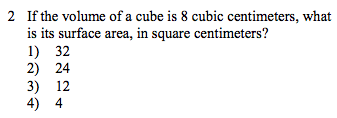 2 If the volume of a cube is 8 cubic centimeters, what
is its surface area, in square centimeters?
1) 32
2) 24
3) 12
4) 4